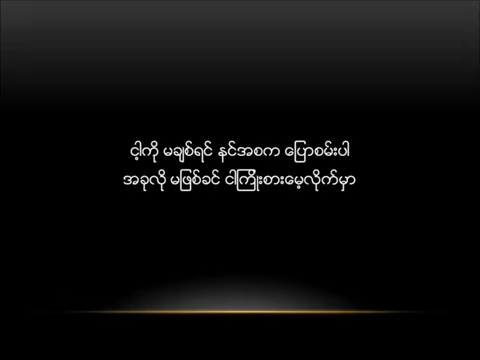 ငါ့ကို မချစ်ရင် နင်အစက ပြောစမ်းပါ
အခုလို မဖြစ်ခင် ငါကြိုးစားမေ့လိုက်မှာ